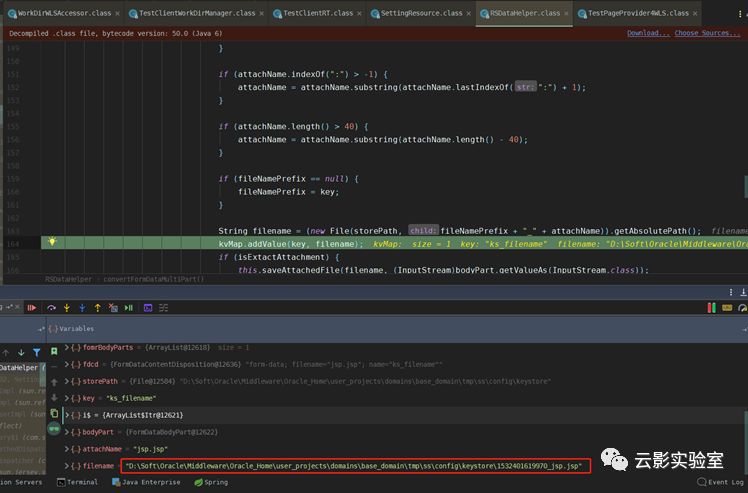 WorkDirWLSAccessor.class × TestClientWorkDirManager.class × TestClientRT.class × SettingResource.class × RSDataHelper.class × TestPageProvider4WLS.class ×
Decompiled .class file, bytecode version: 50.0 (Java 6) Download... Choose Sources...
149 }
150
151 if (attachName.indexOf(":") > -1) {
152 attachName = attachName.substring(attachName.lastIndexOf( str: ":") + 1);
153 }
154
155 if (attachName.length() > 40) {
156 attachName = attachName.substring(attachName.length() - 40);
157 }
158
159 if (fileNamePrefix == null) {
160 fileNamePrefix = key;
161 }
162
163 String filename = (new File(storePath, child: fileNamePrefix + "_" + attachName)).getAbsolutePath();
164 kvMap.addValue(key, filename); kvMap: size = 1 key: "ks_filename" filename: "D:\Soft\Oracle\Middleware\Ora
165 if (isExtactAttachment) {
166 this.saveAttachedFile(filename, (InputStream)bodyPart.getValueAs(InputStream.class));
RSDataHelper › convertFormDataMultiPart()
Variables
fomrBodyParts = {ArrayList@12618} size = 1
fdcd = {FormDataContentDisposition@12636} "form-data; filename="jsp.jsp"; name="ks_filename""
storePath = {File@12584} "D:\Soft\Oracle\Middleware\Oracle_Home\user_projects\domains\base_domain\tmp\ss\config\keystore"
key = "ks_filename"
i$ = {ArrayList$Itr@12621}
bodyPart = {FormDataBodyPart@12622}
attachName = "jsp.jsp"
filename = "D:\Soft\Oracle\Middleware\Oracle_Home\user_projects\domains\base_domain\tmp\ss\config\keystore\1532401619970_jsp.jsp"
云影实验室
ion Servers Terminal Java Enterprise Spring Event Log